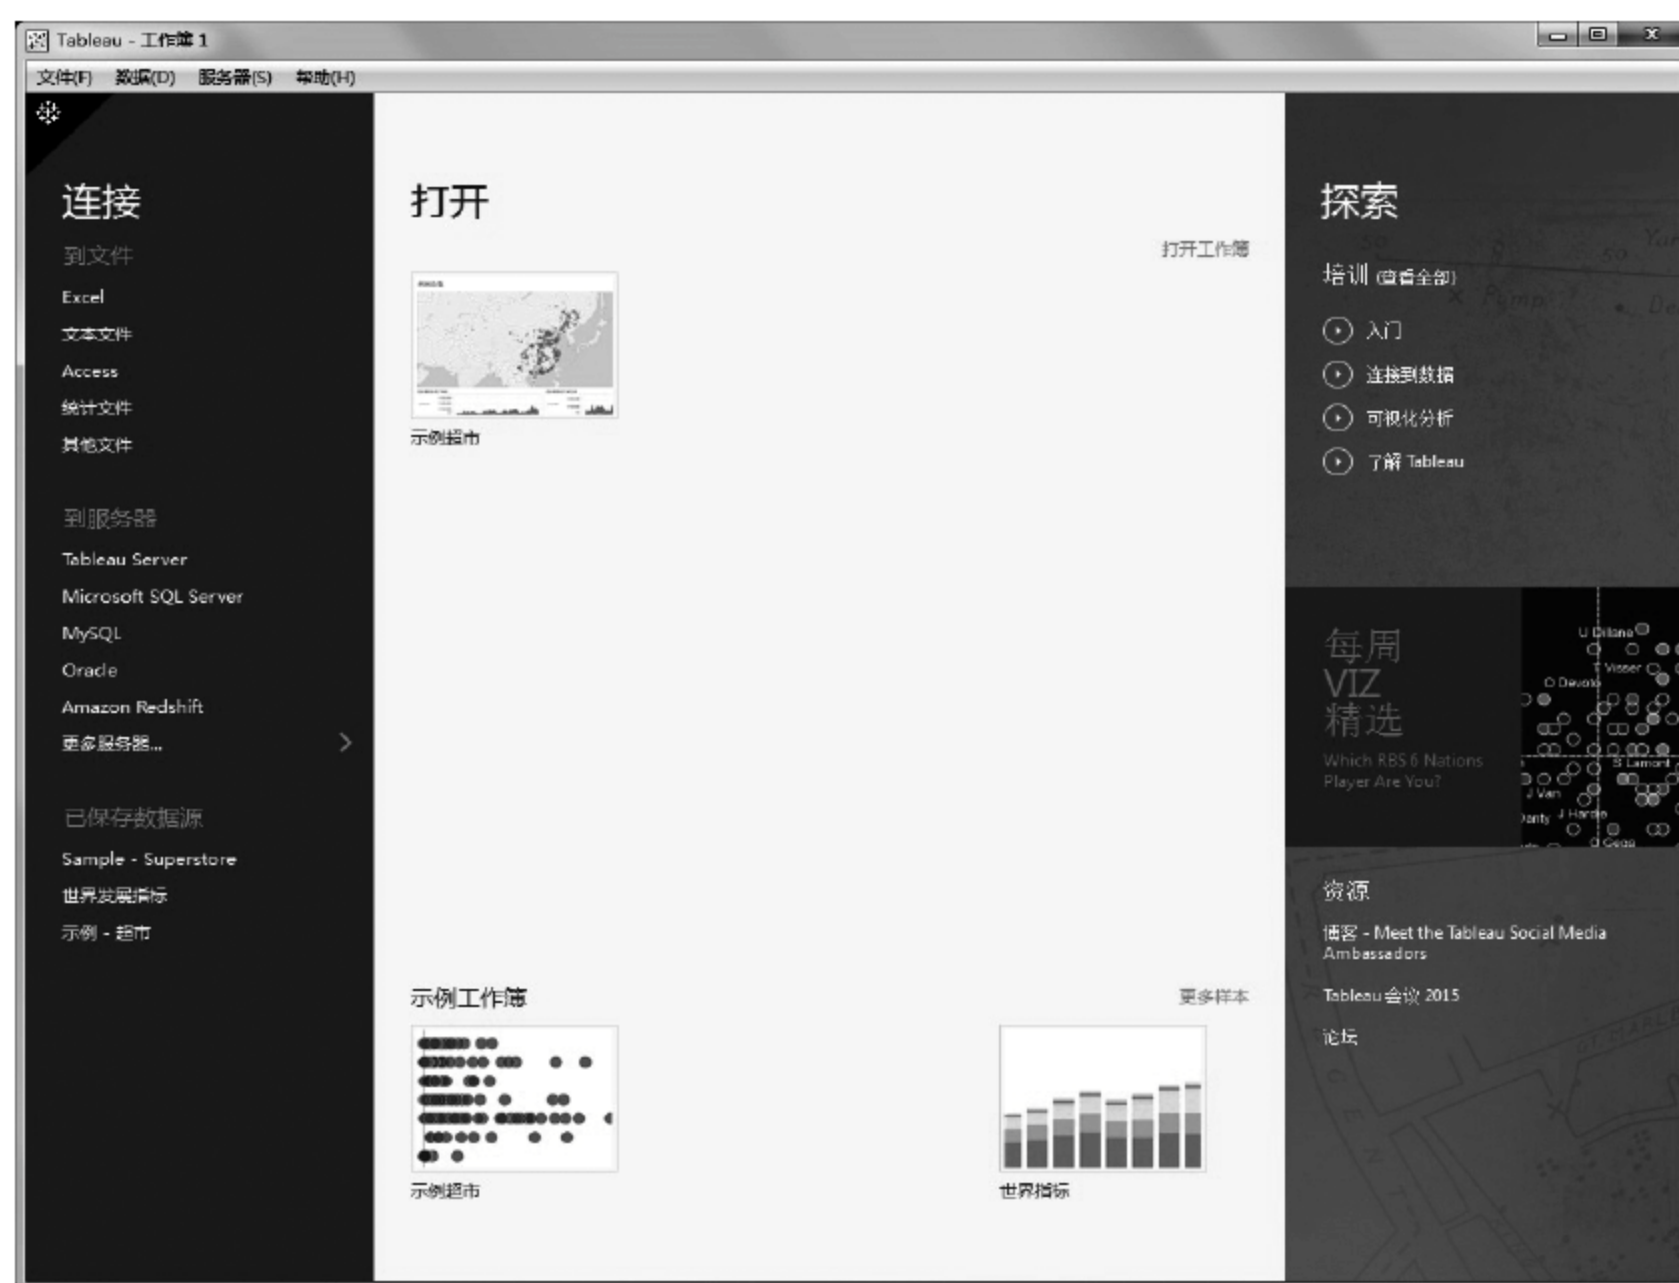 Tableau - 工作簿 1
文件(F) 数据(D) 服务器(S) 帮助(H)
连接
到文件
Excel
文本文件
Access
统计文件
其他文件
到服务器
Tableau Server
Microsoft SQL Server
MySQL
Oracle
Amazon Redshift
更多服务器...
已保存数据源
Sample - Superstore
世界发展指标
示例 - 超市
打开
打开工作簿
示例超市
示例工作簿
更多样本
示例超市
世界指标
探索
培训 (查看全部)
入门
连接到数据
可视化分析
了解 Tableau
每周
VIZ
精选
Which RBS 6 Nations
Player Are You?
U Dillane
T Visser
D Devoto
S Lamont
J Van
J Hardie
资源
博客 - Meet the Tableau Social Media
Ambassadors
Tableau 会议 2015
论坛